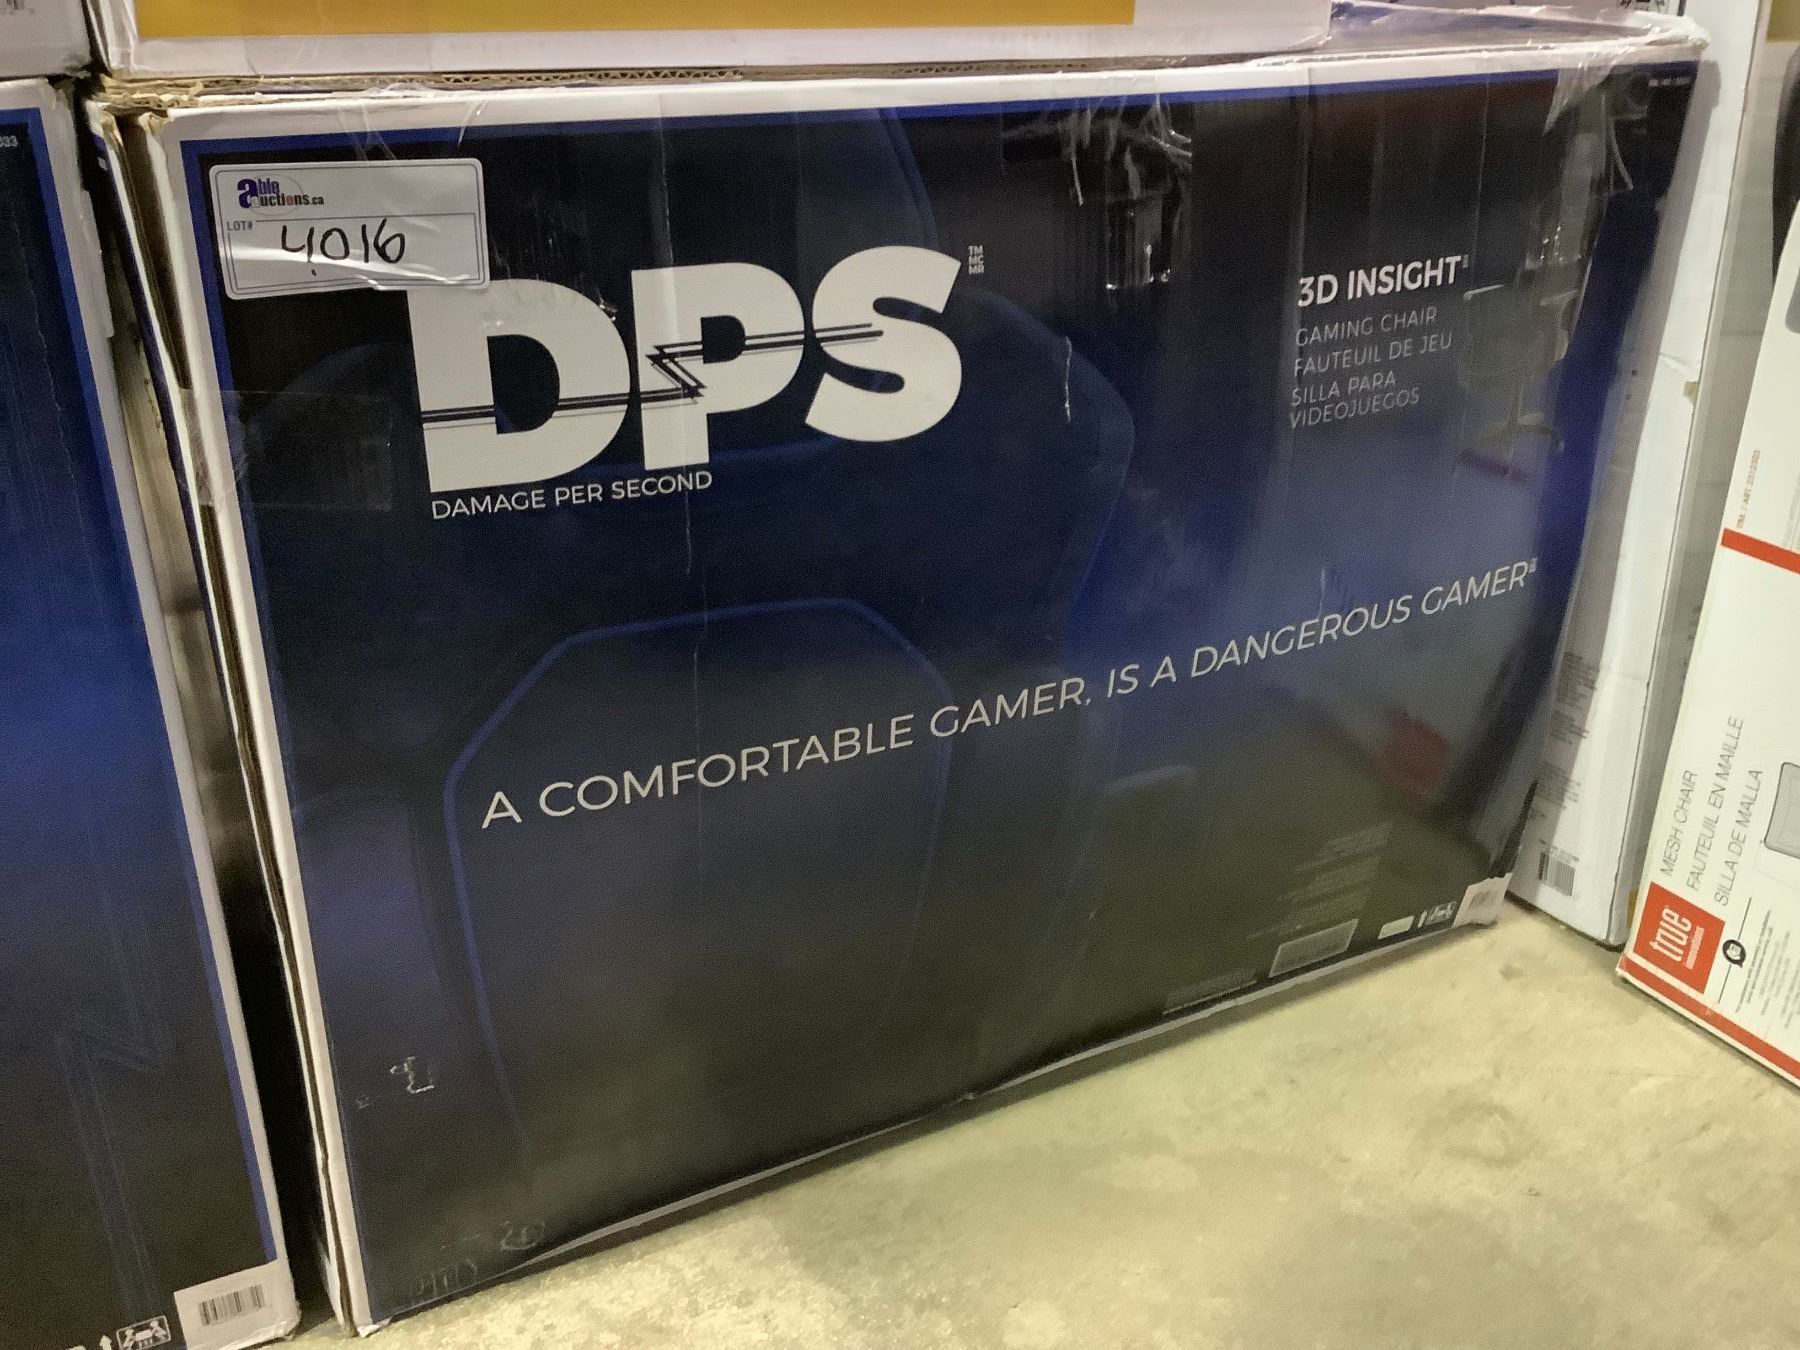 able
auctions.ca
LOT#
4016
DPS
TM
MC
MR
DAMAGE PER SECOND
3D INSIGHT
GAMING CHAIR
FAUTEUIL DE JEU
SILLA PARA
VIDEOJUEGOS
A COMFORTABLE GAMER, IS A DANGEROUS GAMER
MESH CHAIR
FAUTEUIL EN MAILLE
SILLA DE MALLA
true
innovations